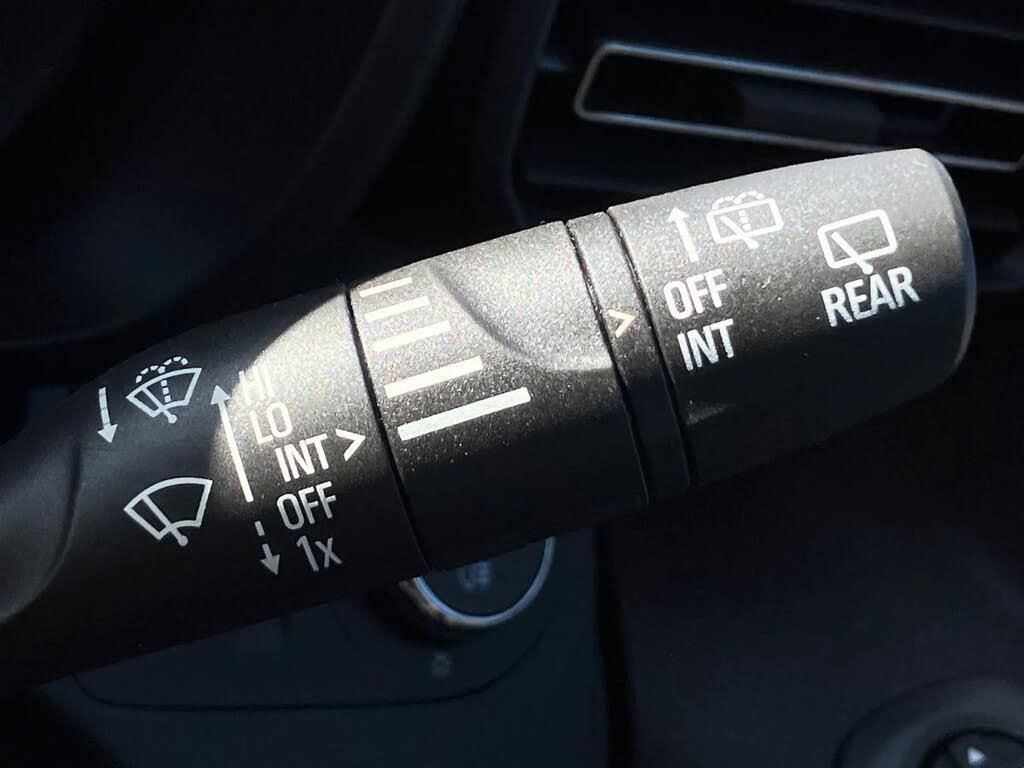 HI
LO
INT >
OFF
1x
>
OFF
INT
REAR